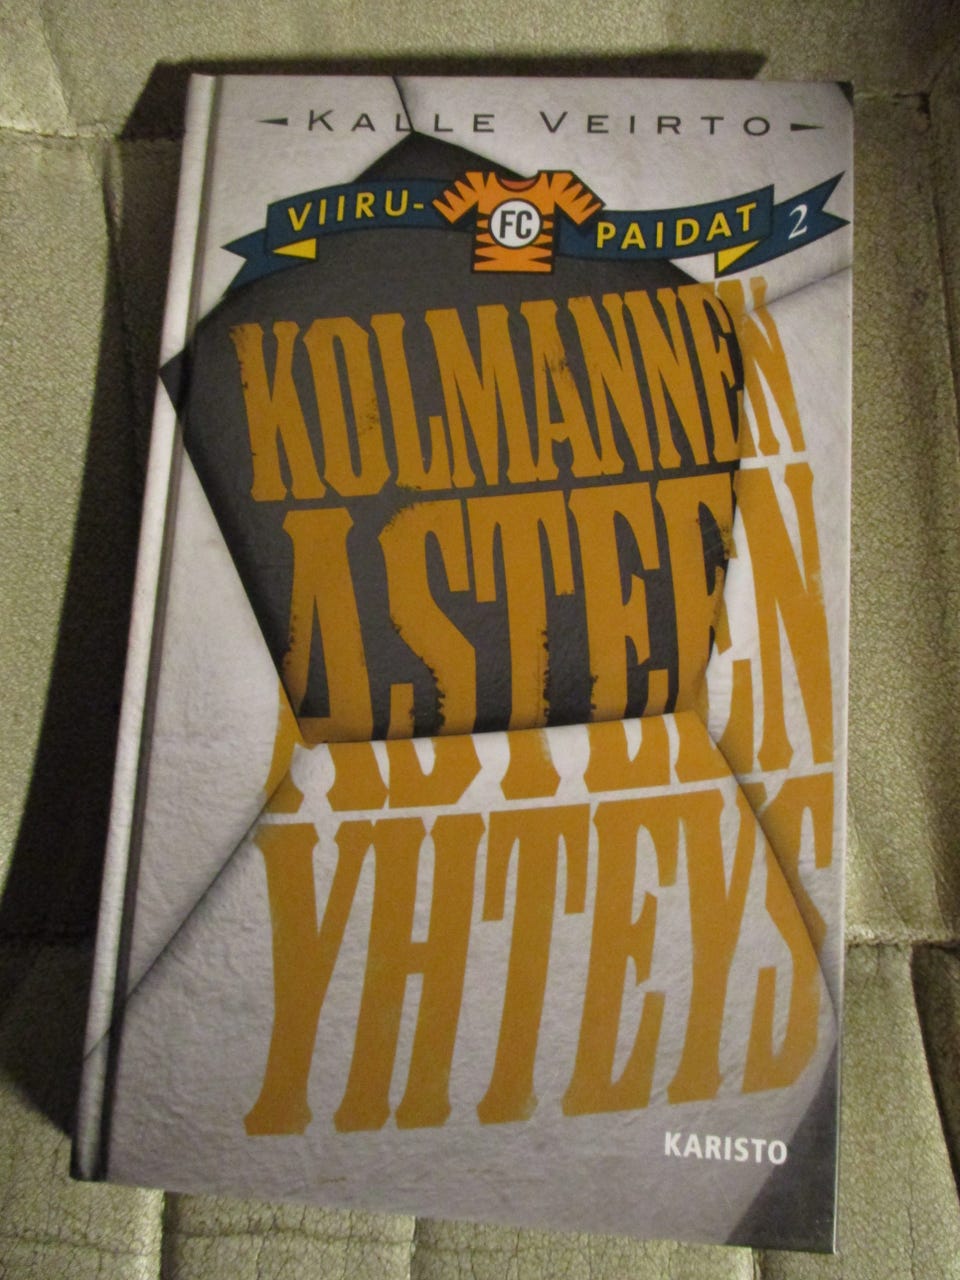 KALLE VEIRTO
VIIRU- FC PAIDAT 2
KOLMANNEN
ASTEEN
YHTEYS
KARISTO